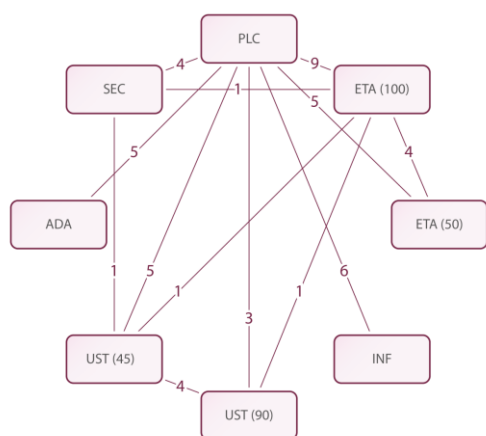 PLC
4
9
SEC
1
ETA (100)
5
5
4
ADA
ETA (50)
1
5
1
1
6
3
UST (45)
INF
4
UST (90)